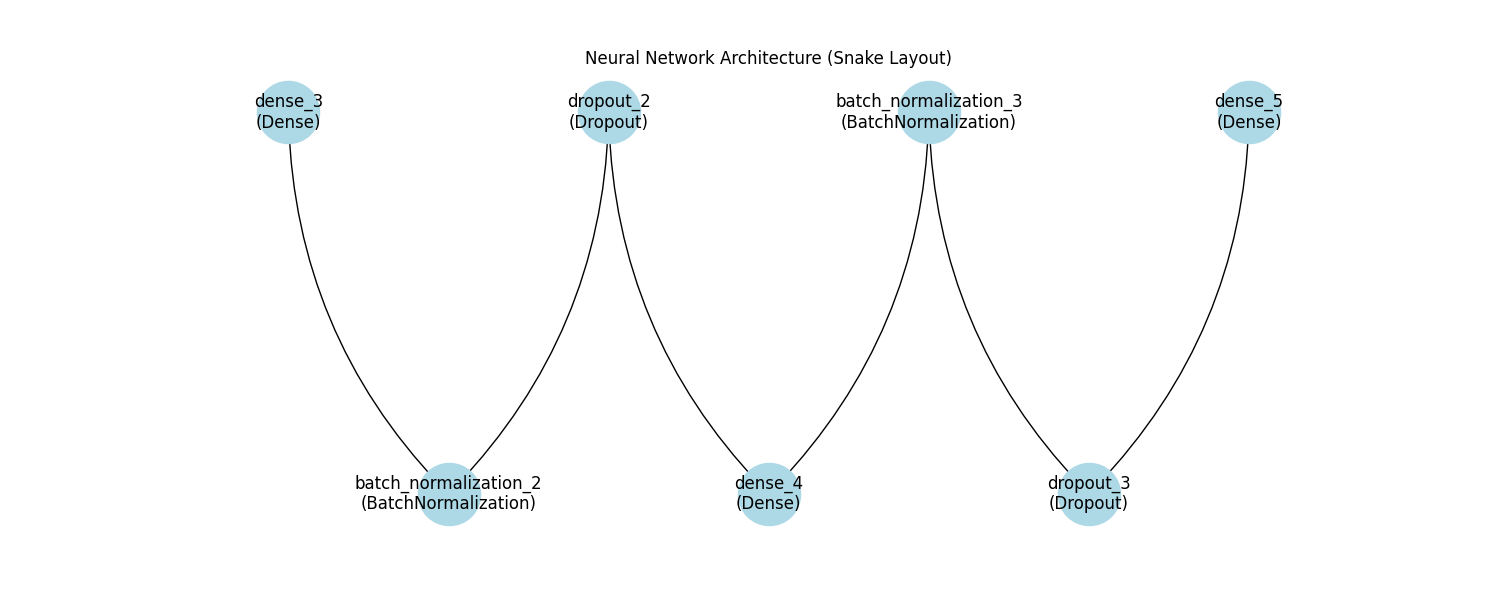 Neural Network Architecture (Snake Layout)
dense_3
(Dense)
dropout_2
(Dropout)
batch_normalization_3
(BatchNormalization)
dense_5
(Dense)
batch_normalization_2
(BatchNormalization)
dense_4
(Dense)
dropout_3
(Dropout)